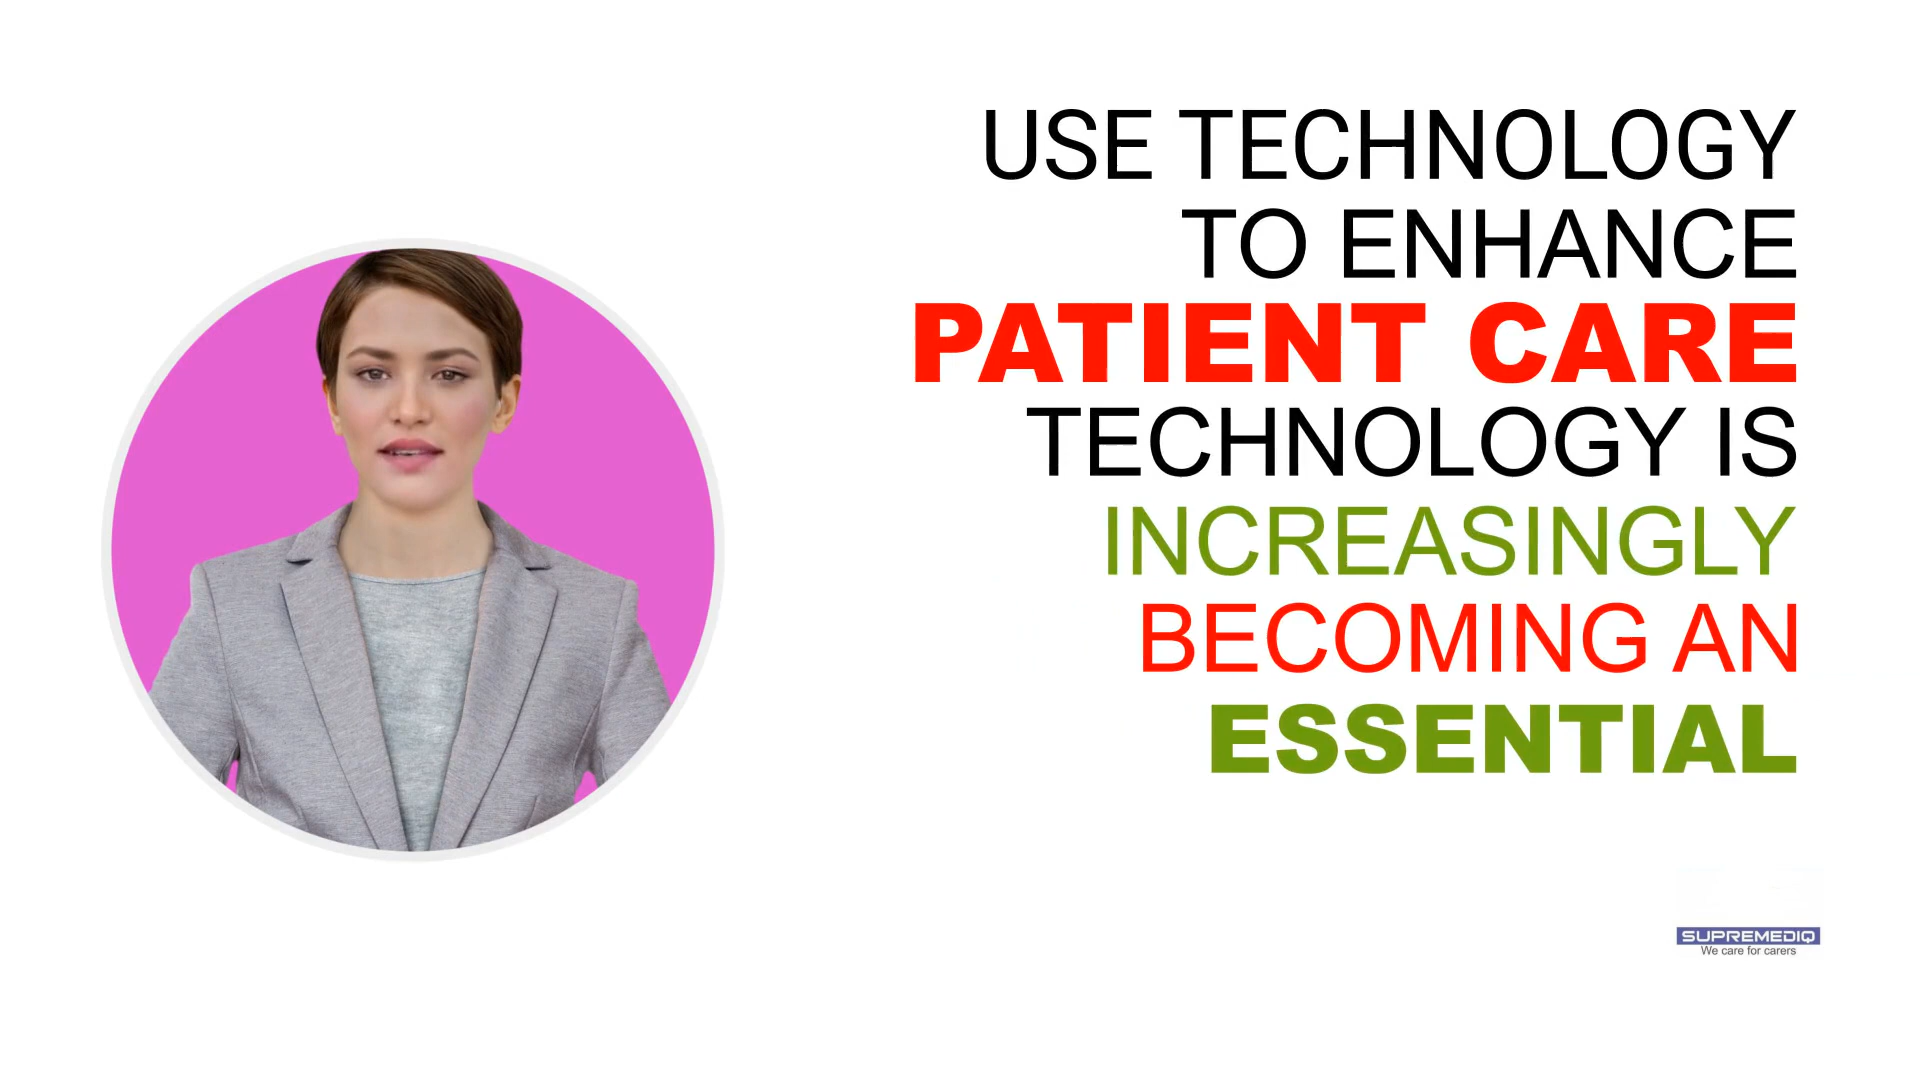 USE TECHNOLOGY
TO ENHANCE
PATIENT CARE
TECHNOLOGY IS
INCREASINGLY
BECOMING AN
ESSENTIAL
SUPREMEDIQ
We care for carers